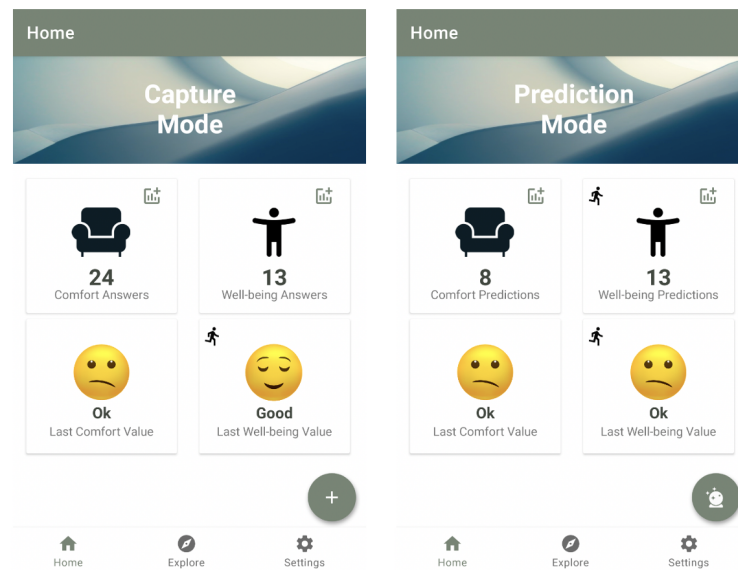 Home
Capture
Mode
24
Comfort Answers
13
Well-being Answers
Ok
Last Comfort Value
Good
Last Well-being Value
+
Home
Explore
Settings
Home
Prediction
Mode
8
Comfort Predictions
13
Well-being Predictions
Ok
Last Comfort Value
Ok
Last Well-being Value
Home
Explore
Settings